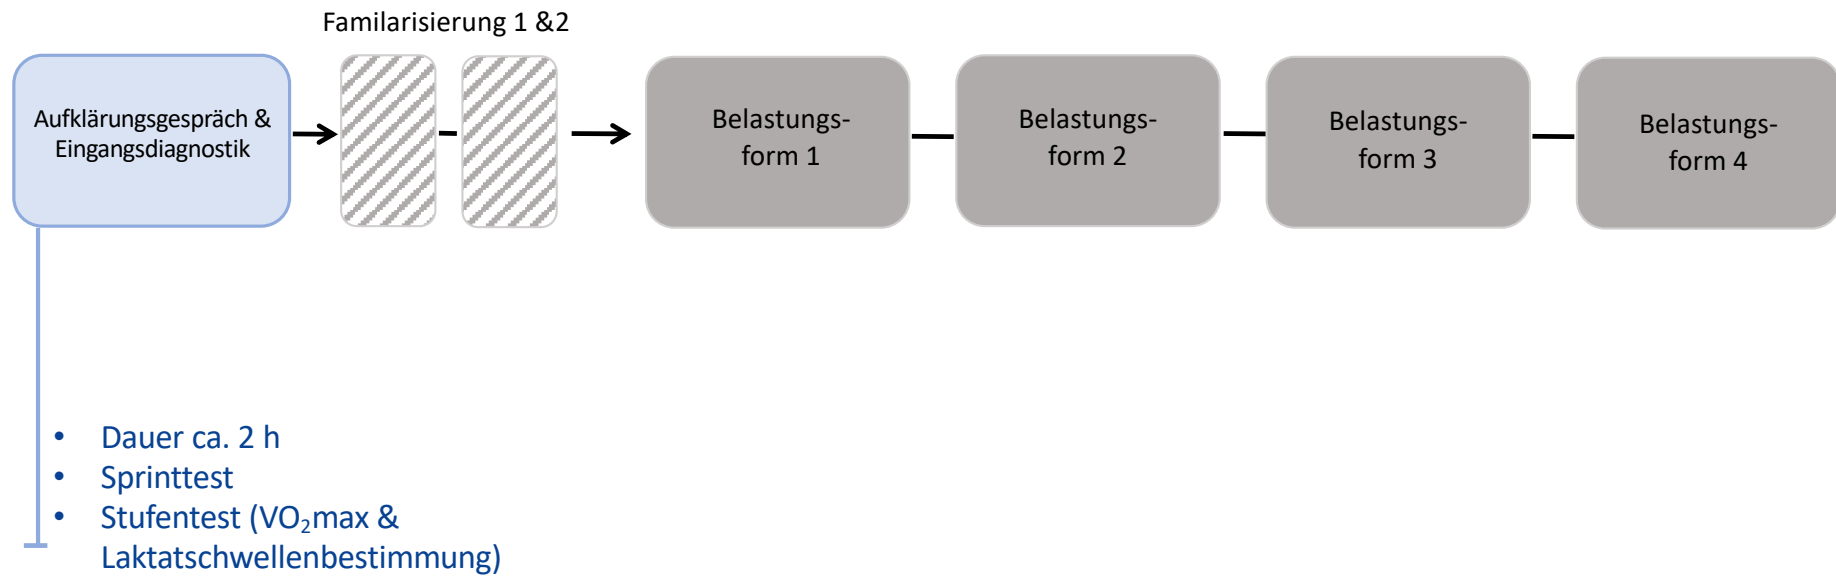 Familarisierung 1 &2
Aufklärungsgespräch &
Eingangsdiagnostik
Belastungs-
form 1
Belastungs-
form 2
Belastungs-
form 3
Belastungs-
form 4
• Dauer ca. 2 h
• Sprinttest
• Stufentest (VO₂max &
Laktatschwellenbestimmung)